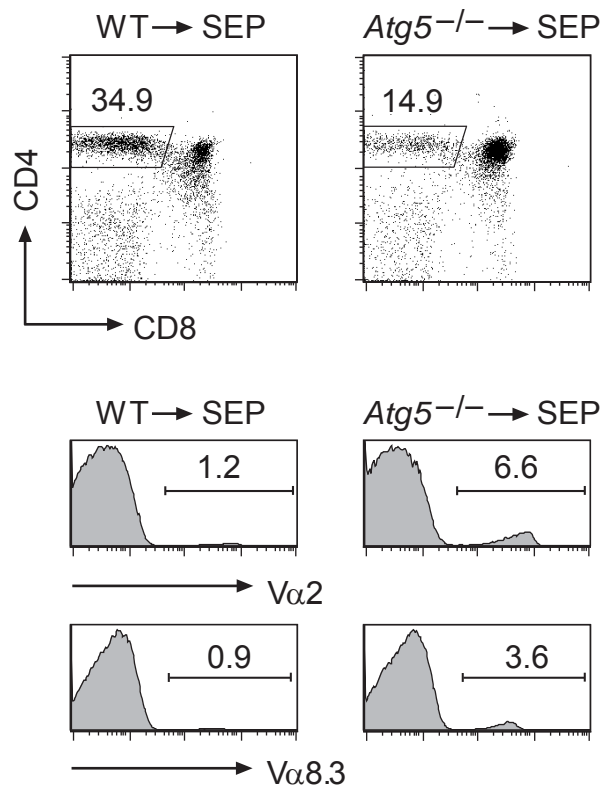 WT → SEP
Atg5−/− → SEP
34.9
14.9
CD4
CD8
WT → SEP
Atg5−/− → SEP
1.2
6.6
Vα2
0.9
3.6
Vα8.3